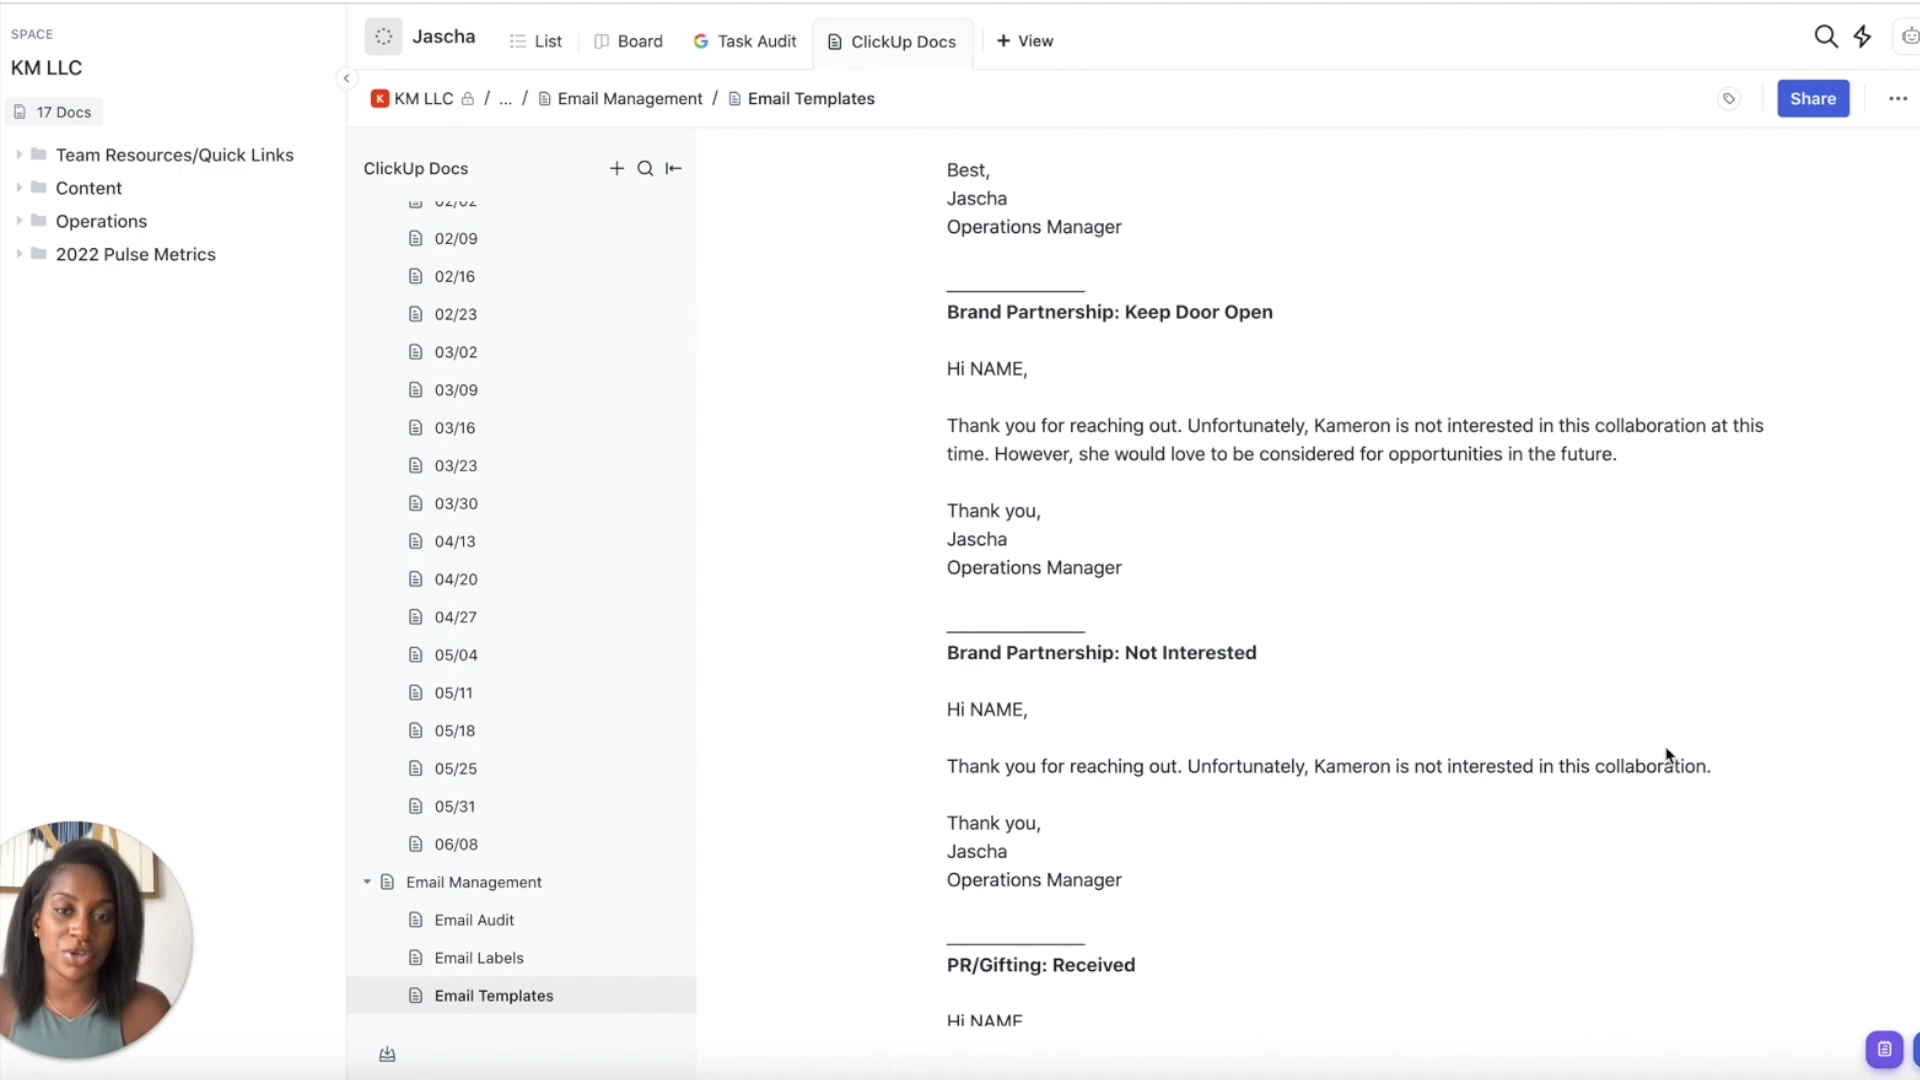 SPACE
KM LLC
17 Docs
Team Resources/Quick Links
Content
Operations
2022 Pulse Metrics
Jascha
List
Board
Task Audit
ClickUp Docs
+ View
K KM LLC / ... / Email Management / Email Templates
Share
ClickUp Docs
02/02
02/09
02/16
02/23
03/02
03/09
03/16
03/23
03/30
04/13
04/20
04/27
05/04
05/11
05/18
05/25
05/31
06/08
Email Management
Email Audit
Email Labels
Email Templates
Best,
Jascha
Operations Manager
Brand Partnership: Keep Door Open
Hi NAME,
Thank you for reaching out. Unfortunately, Kameron is not interested in this collaboration at this
time. However, she would love to be considered for opportunities in the future.
Thank you,
Jascha
Operations Manager
Brand Partnership: Not Interested
Hi NAME,
Thank you for reaching out. Unfortunately, Kameron is not interested in this collaboration.
Thank you,
Jascha
Operations Manager
PR/Gifting: Received
Hi NAME